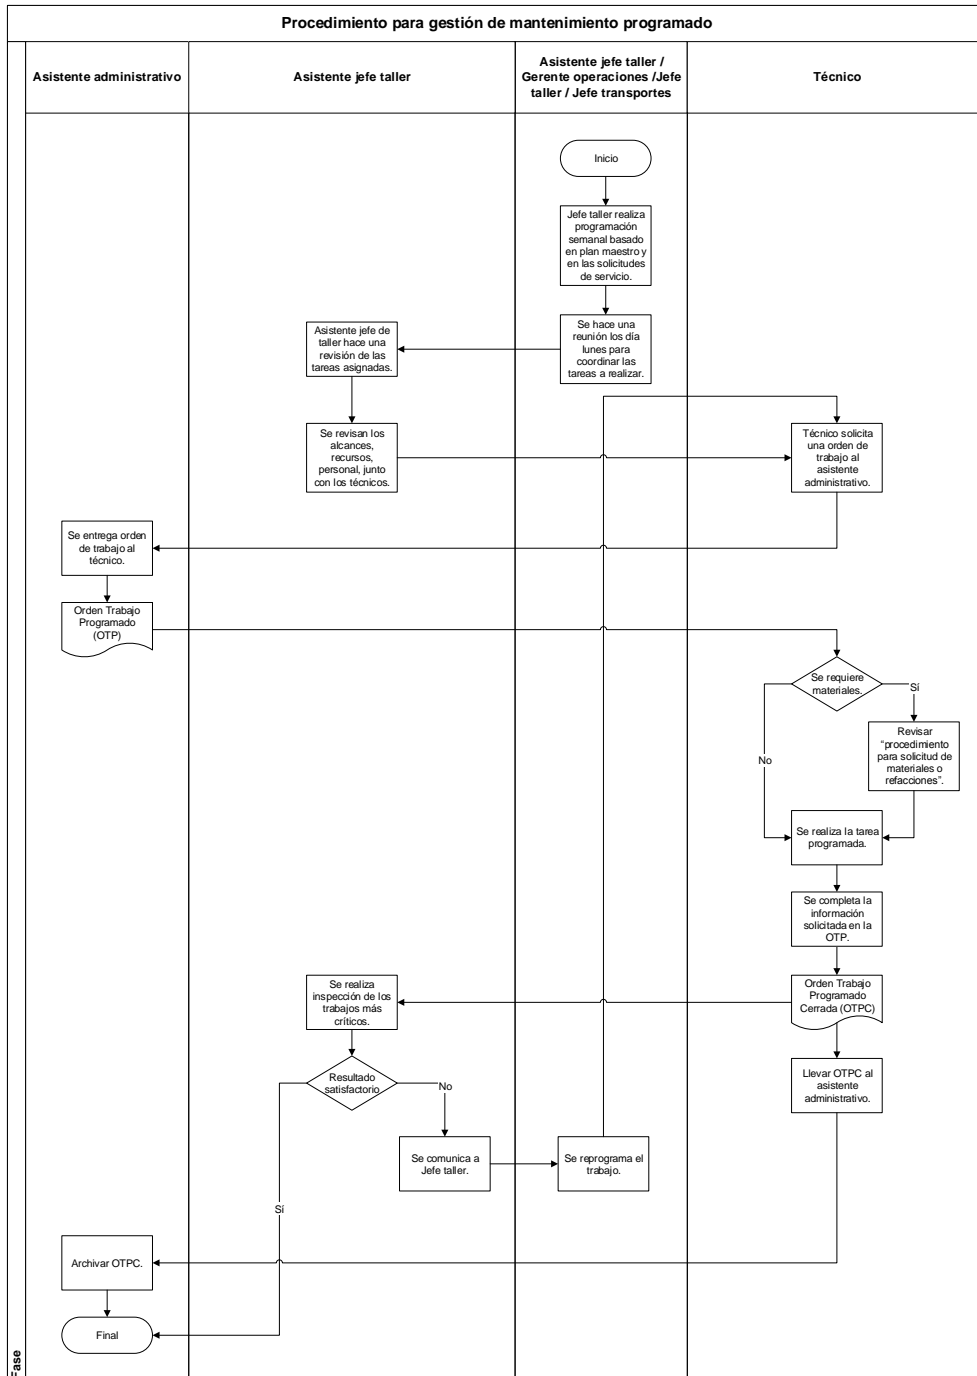 Procedimiento para gestión de mantenimiento programado
Asistente administrativo
Asistente jefe taller
Asistente jefe taller /
Gerente operaciones /Jefe
taller / Jefe transportes
Técnico
Inicio
Jefe taller realiza
programación
semanal basado
en plan maestro y
en las solicitudes
de servicio.
Se hace una
reunión los día
lunes para
coordinar las
tareas a realizar.
Asistente jefe de
taller hace una
revisión de las
tareas asignadas.
Se revisan los
alcances,
recursos,
personal, junto
con los técnicos.
Técnico solicita
una orden de
trabajo al
asistente
administrativo.
Se entrega orden
de trabajo al
técnico.
Orden Trabajo
Programado
(OTP)
Se requiere
materiales.
Sí
No
Revisar
“procedimiento
para solicitud de
materiales o
refacciones”.
Se realiza la tarea
programada.
Se completa la
información
solicitada en la
OTP.
Orden Trabajo
Programado
Cerrada (OTPC)
Se realiza
inspección de los
trabajos más
críticos.
Resultado
satisfactorio
No
Sí
Llevar OTPC al
asistente
administrativo.
Se comunica a
Jefe taller.
Se reprograma el
trabajo.
Archivar OTPC.
Final
Fase